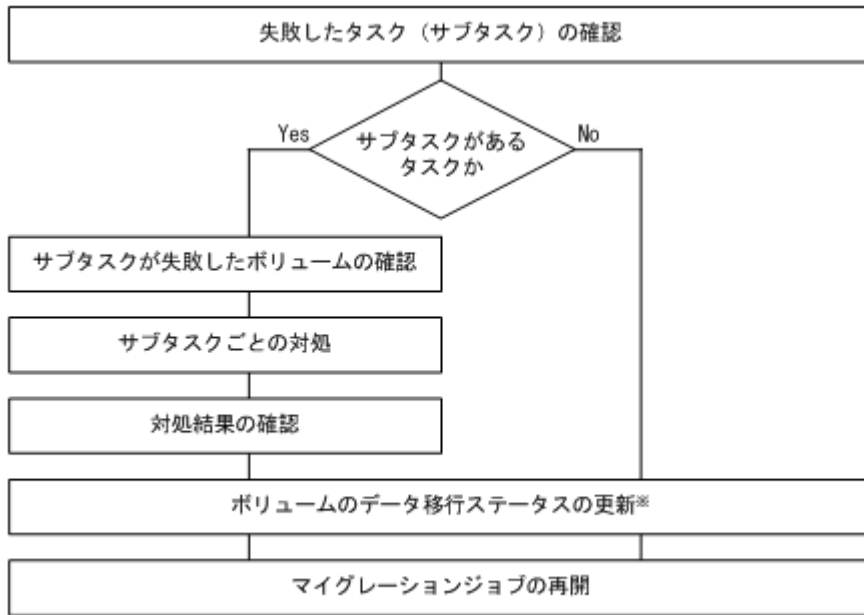 失敗したタスク（サブタスク）の確認
Yes
サブタスクがある
タスクか
No
サブタスクが失敗したボリュームの確認
サブタスクごとの対処
対処結果の確認
ボリュームのデータ移行ステータスの更新※
マイグレーションジョブの再開